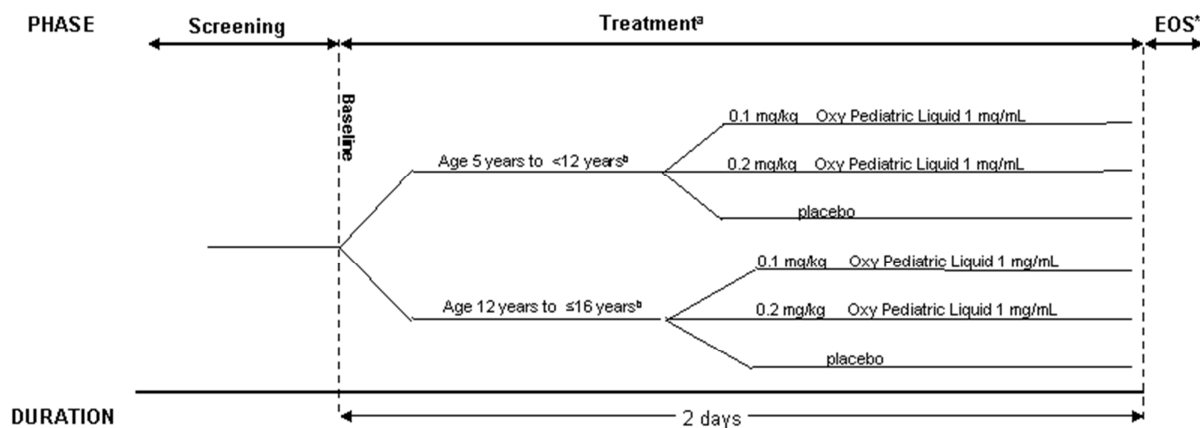 PHASE Screening Treatmentᵃ EOS*
Baseline
0.1 mg/kg Oxy Pediatric Liquid 1 mg/mL
Age 5 years to <12 yearsᵇ 0.2 mg/kg Oxy Pediatric Liquid 1 mg/mL
placebo
0.1 mg/kg Oxy Pediatric Liquid 1 mg/mL
Age 12 years to ≤16 yearsᵇ 0.2 mg/kg Oxy Pediatric Liquid 1 mg/mL
placebo
DURATION 2 days